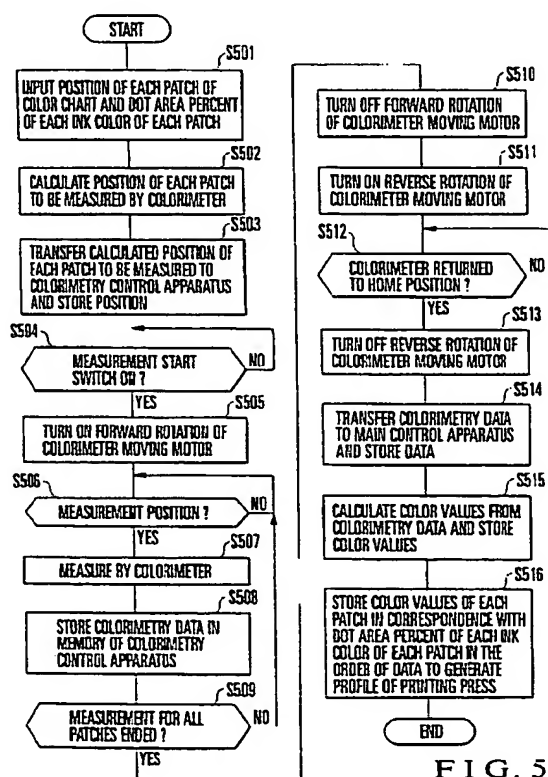 START
S501
INPUT POSITION OF EACH PATCH OF
COLOR CHART AND DOT AREA PERCENT
OF EACH INK COLOR OF EACH PATCH
S502
CALCULATE POSITION OF EACH PATCH
TO BE MEASURED BY COLORIMETER
S503
TRANSFER CALCULATED POSITION OF
EACH PATCH TO BE MEASURED TO
COLORIMETRY CONTROL APPARATUS
AND STORE POSITION
S504
MEASUREMENT START
SWITCH ON ?
NO
YES
S505
TURN ON FORWARD ROTATION OF
COLORIMETER MOVING MOTOR
S506
MEASUREMENT POSITION ?
NO
YES
S507
MEASURE BY COLORIMETER
S508
STORE COLORIMETRY DATA IN
MEMORY OF COLORIMETRY
CONTROL APPARATUS
S509
MEASUREMENT FOR ALL
PATCHES ENDED ?
NO
YES
S510
TURN OFF FORWARD ROTATION
OF COLORIMETER MOVING MOTOR
S511
TURN ON REVERSE ROTATION OF
COLORIMETER MOVING MOTOR
S512
COLORIMETER RETURNED
TO HOME POSITION ?
NO
YES
S513
TURN OFF REVERSE ROTATION OF
COLORIMETER MOVING MOTOR
S514
TRANSFER COLORIMETRY DATA
TO MAIN CONTROL APPARATUS
AND STORE DATA
S515
CALCULATE COLOR VALUES FROM
COLORIMETRY DATA AND STORE
COLOR VALUES
S516
STORE COLOR VALUES OF EACH
PATCH IN CORRESPONDENCE WITH
DOT AREA PERCENT OF EACH INK
COLOR OF EACH PATCH IN THE
ORDER OF DATA TO GENERATE
PROFILE OF PRINTING PRESS
END
FIG. 5